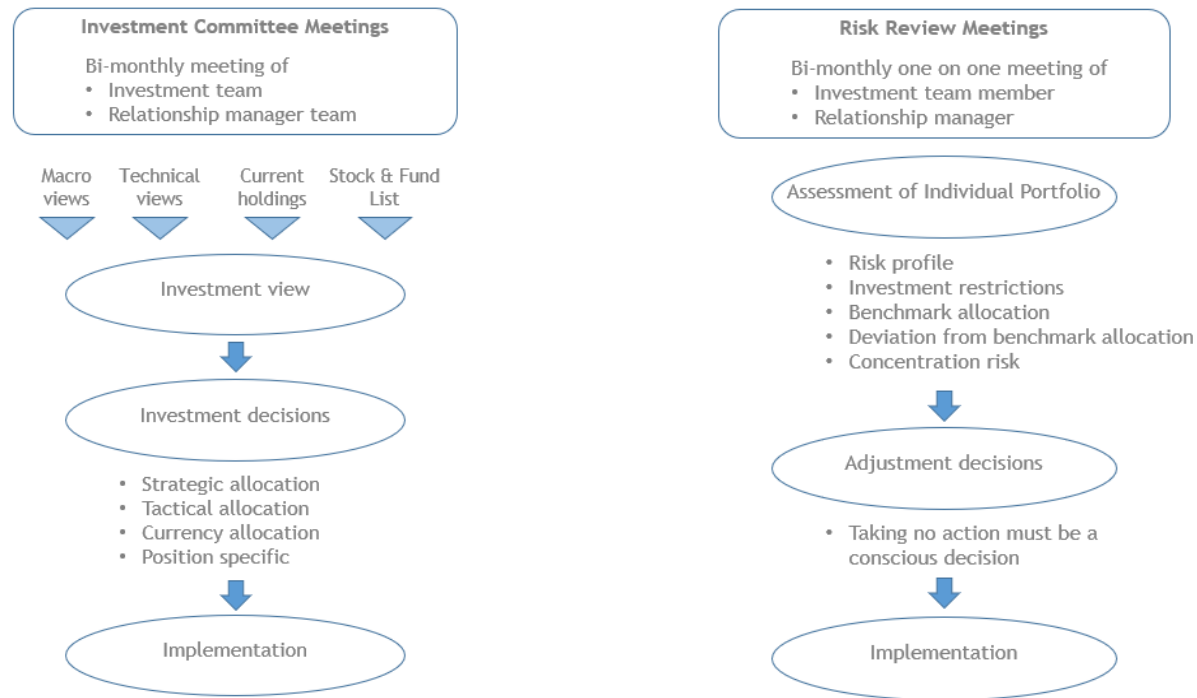 Investment Committee Meetings
Bi-monthly meeting of
• Investment team
• Relationship manager team
Macro views
Technical views
Current holdings
Stock & Fund List
Investment view
Investment decisions
• Strategic allocation
• Tactical allocation
• Currency allocation
• Position specific
Implementation
Risk Review Meetings
Bi-monthly one on one meeting of
• Investment team member
• Relationship manager
Assessment of Individual Portfolio
• Risk profile
• Investment restrictions
• Benchmark allocation
• Deviation from benchmark allocation
• Concentration risk
Adjustment decisions
• Taking no action must be a
conscious decision
Implementation